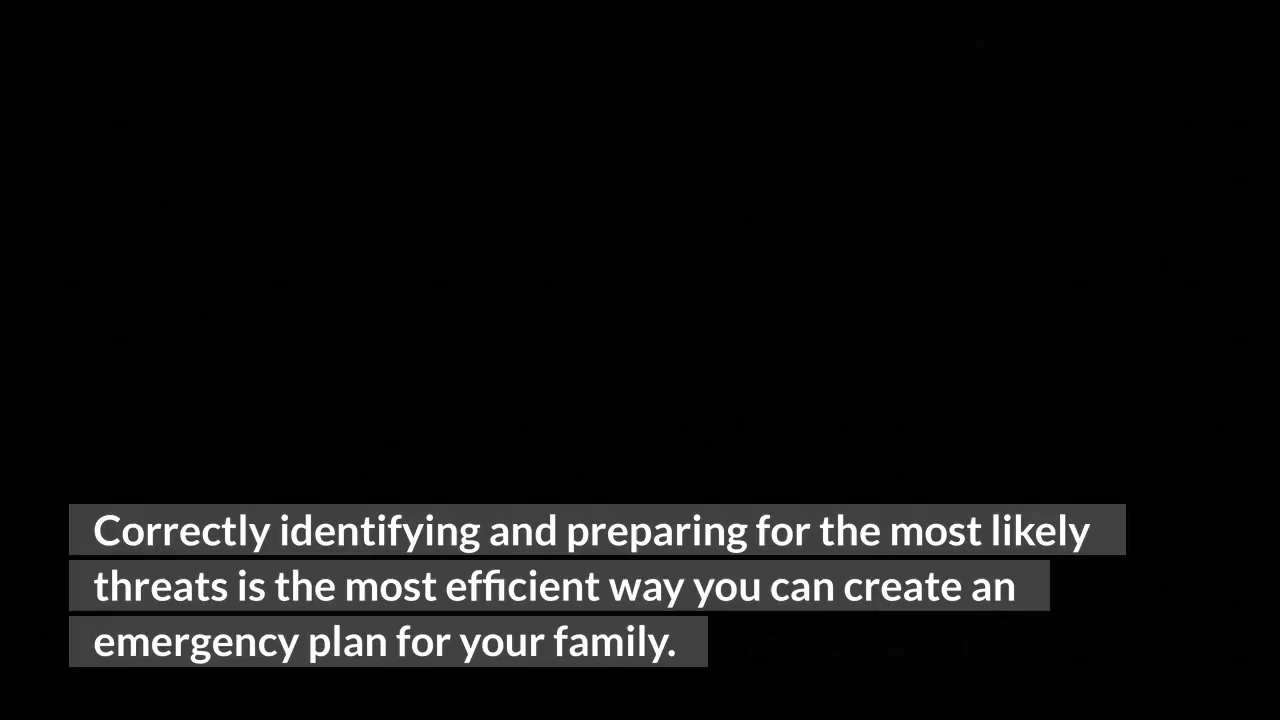 Correctly identifying and preparing for the most likely
threats is the most efficient way you can create an
emergency plan for your family.